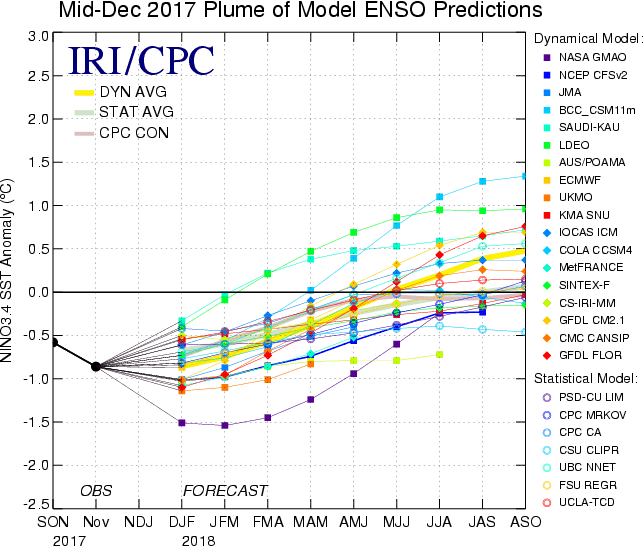 Mid-Dec 2017 Plume of Model ENSO Predictions
IRI/CPC
DYN AVG
STAT AVG
CPC CON
NINO3.4 SST Anomaly (ºC)
3.0
2.5
2.0
1.5
1.0
0.5
0.0
-0.5
-1.0
-1.5
-2.0
-2.5
OBS FORECAST
SON Nov NDJ DJF JFM FMA MAM AMJ MJJ JJA JAS ASO
2017 2018
Dynamical Model:
NASA GMAO
NCEP CFSv2
JMA
BCC_CSM11m
SAUDI-KAU
LDEO
AUS/POAMA
ECMWF
UKMO
KMA SNU
IOCAS ICM
COLA CCSM4
MetFRANCE
SINTEX-F
CS-IRI-MM
GFDL CM2.1
CMC CANSIP
GFDL FLOR
Statistical Model:
PSD-CU LIM
CPC MRKOV
CPC CA
CSU CLIPR
UBC NNET
FSU REGR
UCLA-TCD